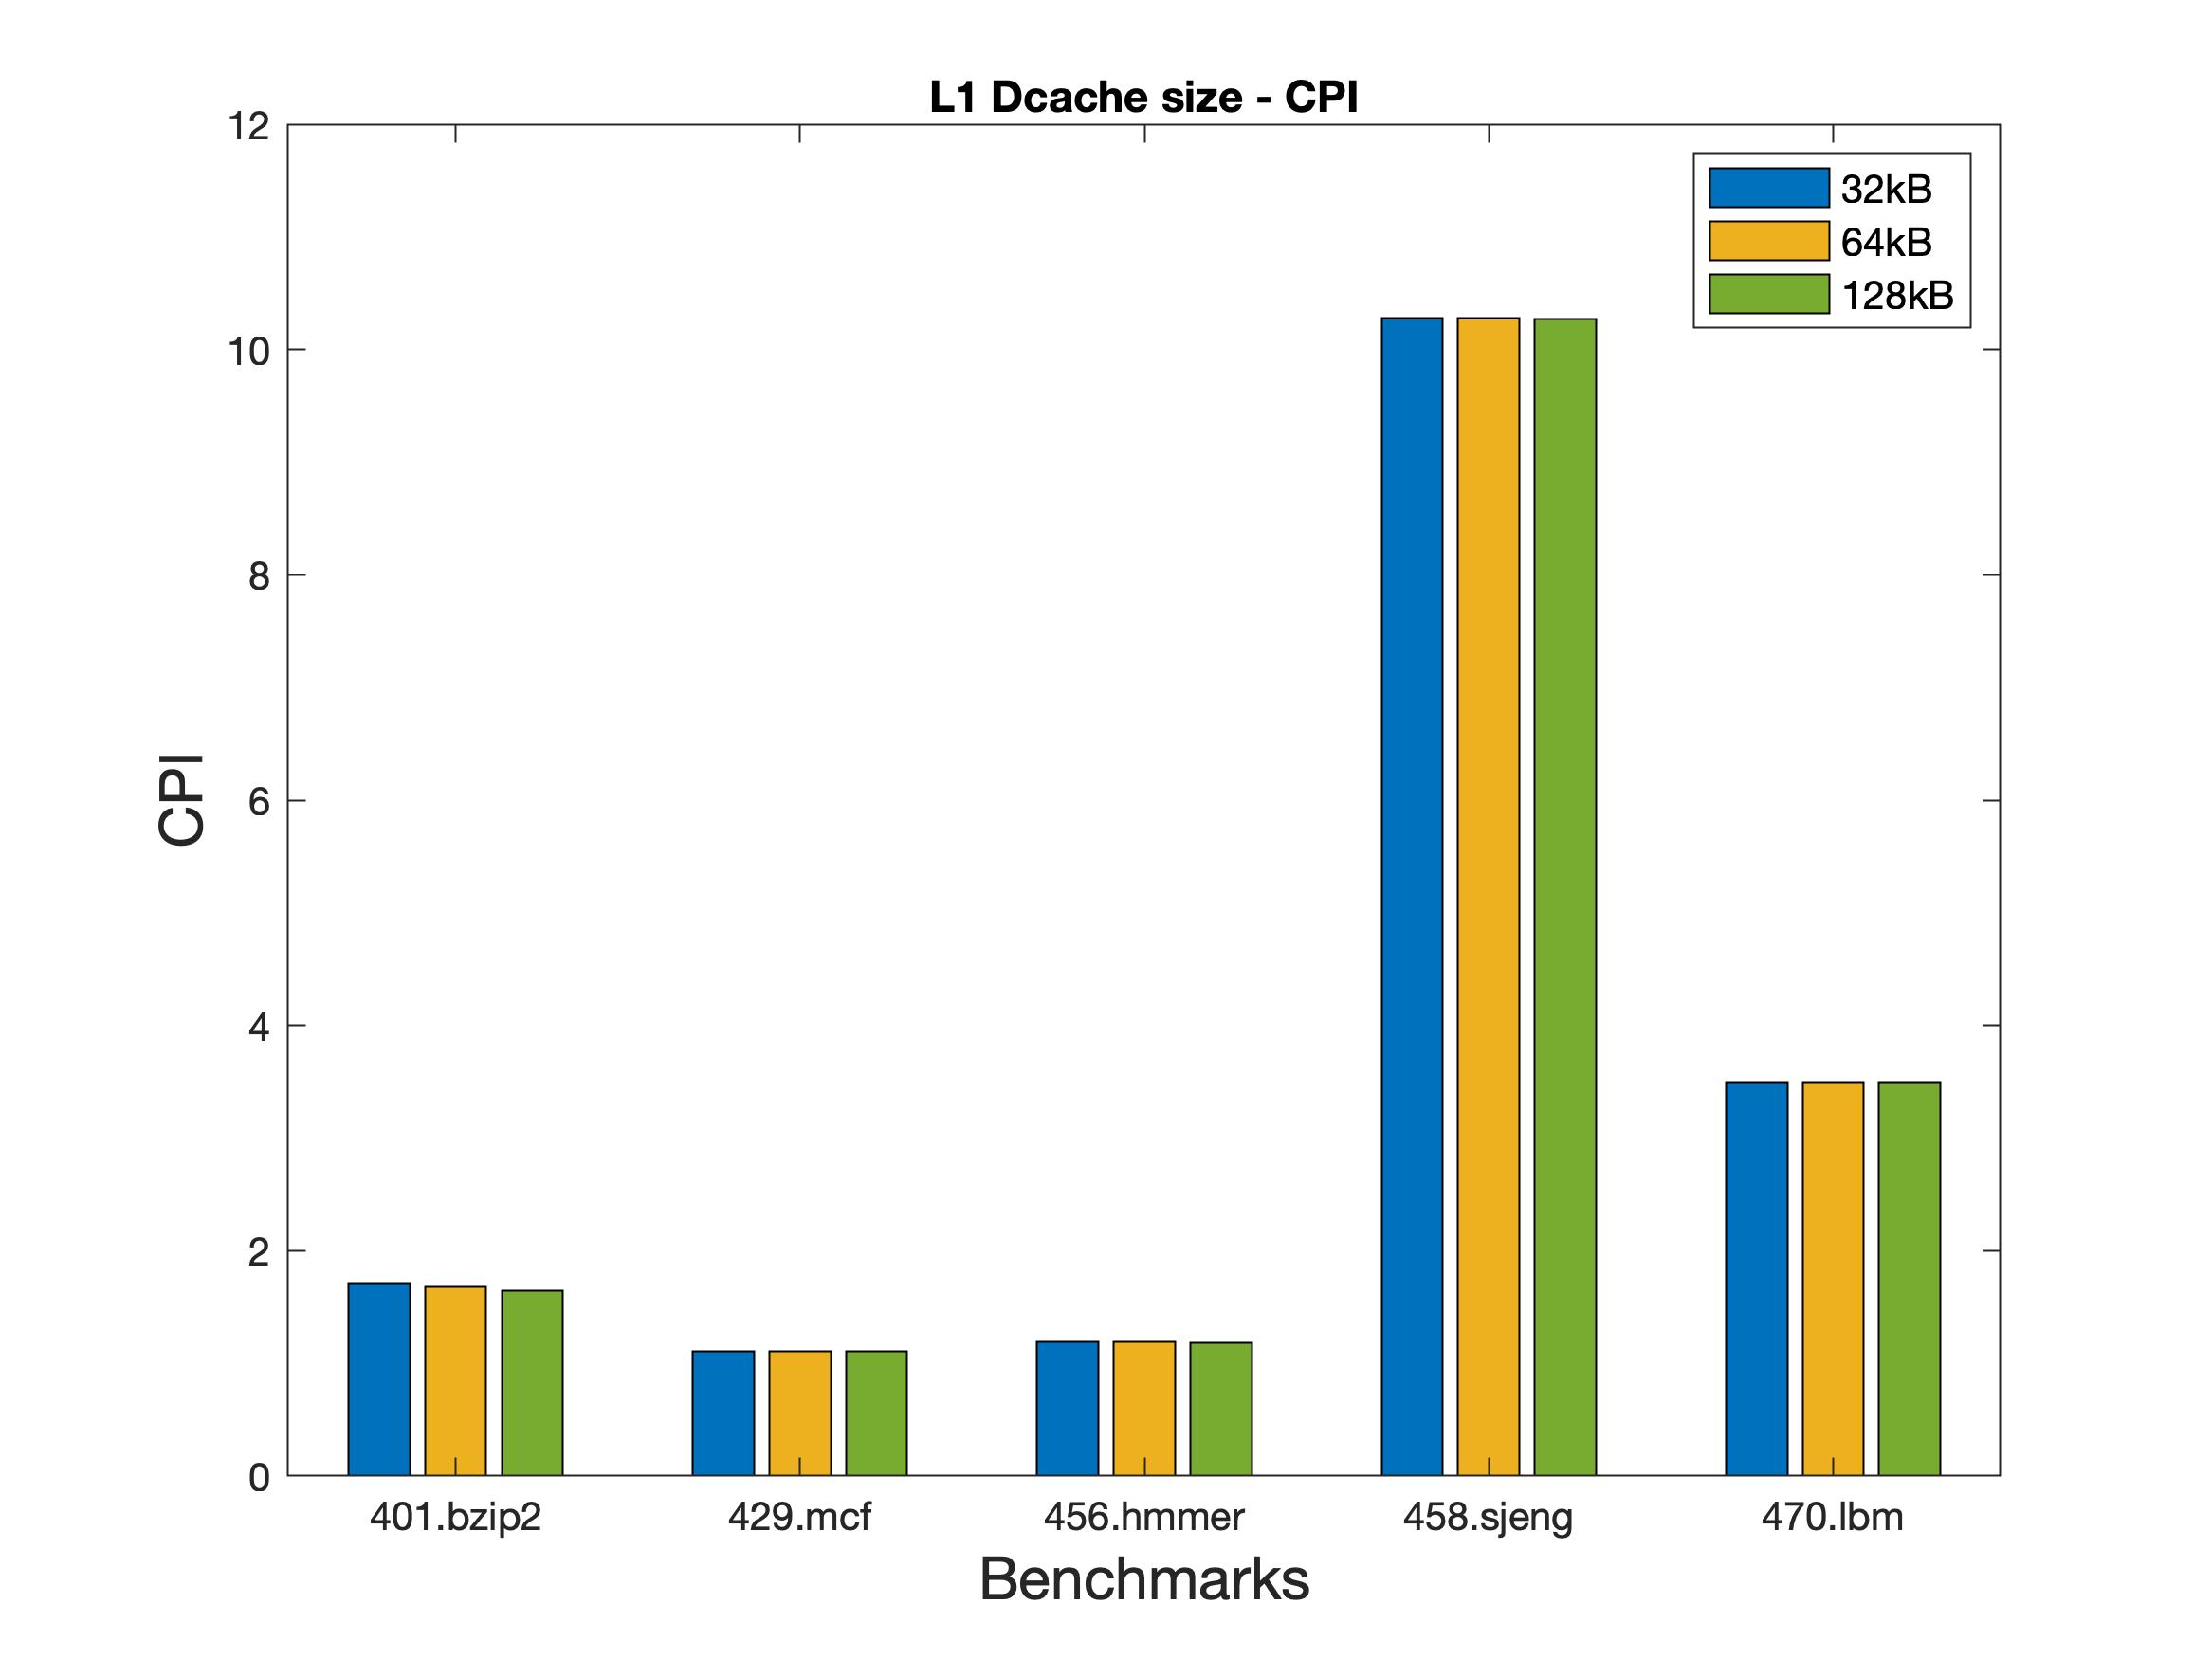 L1 Dcache size - CPI
12
10
8
6
4
2
0
CPI
32kB
64kB
128kB
401.bzip2 429.mcf 456.hmmer 458.sjeng 470.lbm
Benchmarks